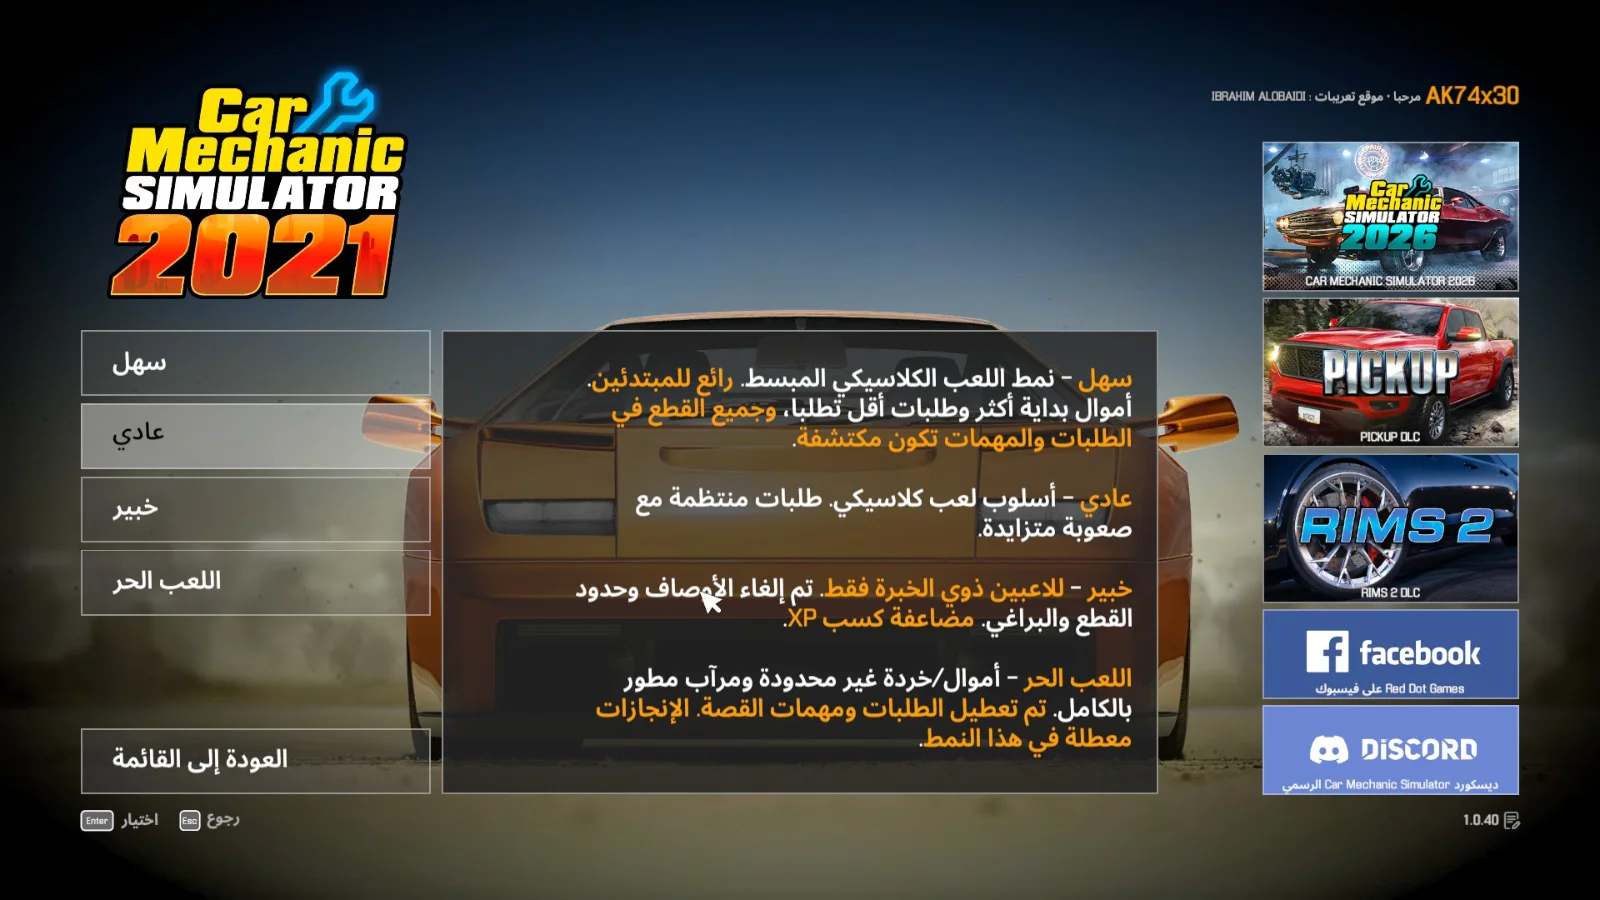 Car
Mechanic
SIMULATOR
2021
AK74x30 مرحبا • موقع تعريبات : IBRAHIM ALOBAIDI
سهل
عادي
خبير
اللعب الحر
العودة إلى القائمة
سهل – نمط اللعب الكلاسيكي المبسط. رائع للمبتدئين.
أموال بداية أكثر وطلبات أقل تطلبا، وجميع القطع في
الطلبات والمهمات تكون مكتشفة.
عادي – أسلوب لعب كلاسيكي. طلبات منتظمة مع
صعوبة متزايدة.
خبير – للاعبين ذوي الخبرة فقط. تم إلغاء الأوصاف وحدود
القطع والبراغي. مضاعفة كسب XP.
اللعب الحر – أموال/خردة غير محدودة ومرآب مطور
بالكامل. تم تعطيل الطلبات ومهمات القصة. الإنجازات
معطلة في هذا النمط.
Car
Mechanic
SIMULATOR
2026
CAR MECHANIC SIMULATOR 2026
PICKUP
PICKUP DLC
RIMS 2
RIMS 2 DLC
facebook
Red Dot Games على فيسبوك
DISCORD
ديسكورد Car Mechanic Simulator الرسمي
Enter اختيار Esc رجوع
1.0.40